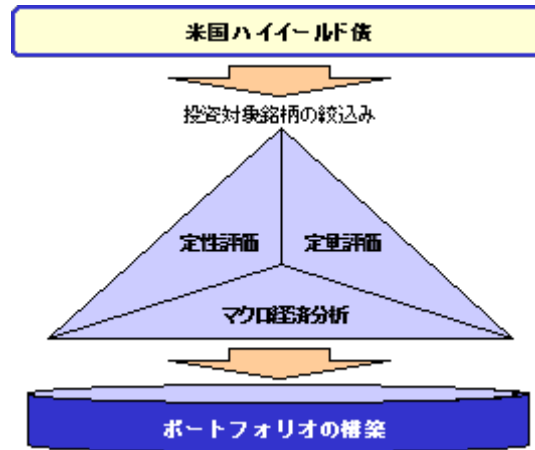 米国ハイイールド債
投資対象銘柄の絞込み
定性評価
定量評価
マクロ経済分析
ポートフォリオの構築